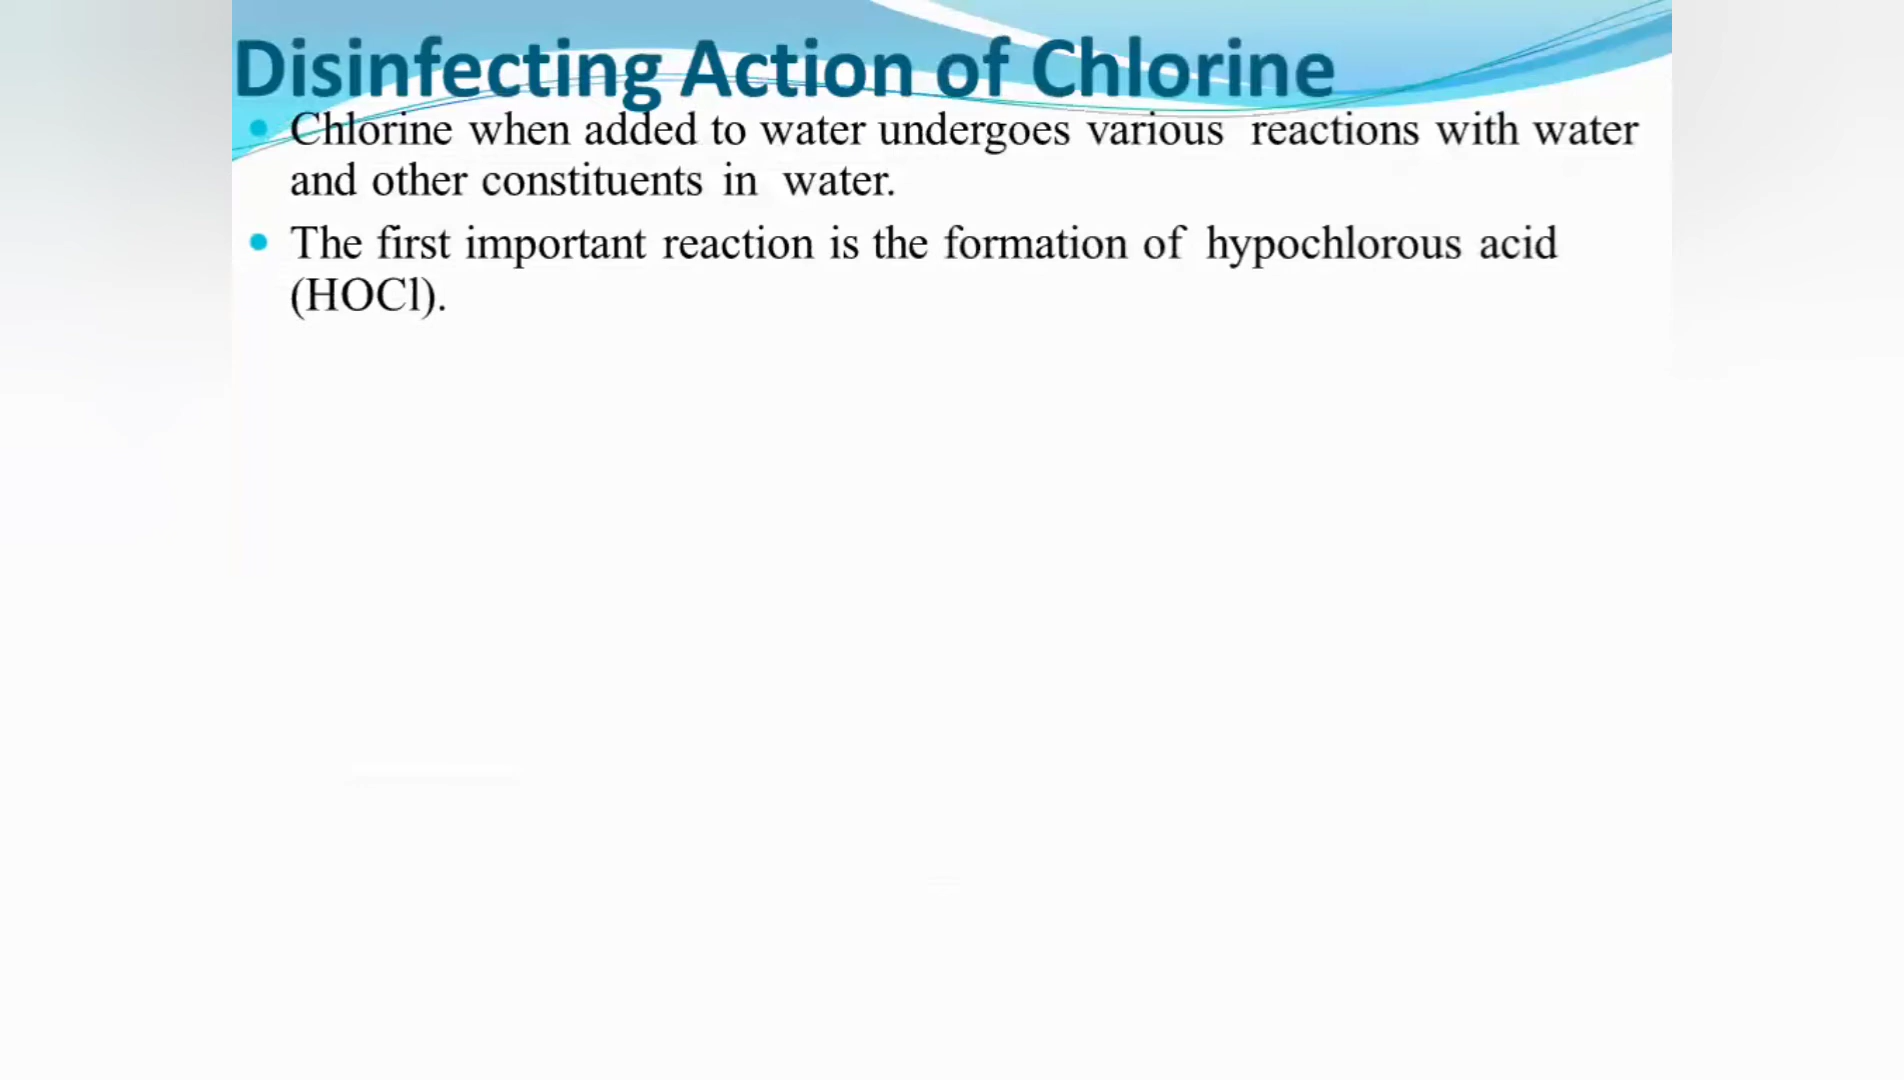 Disinfecting Action of Chlorine
Chlorine when added to water undergoes various reactions with water
and other constituents in water.
The first important reaction is the formation of hypochlorous acid
(HOCl).